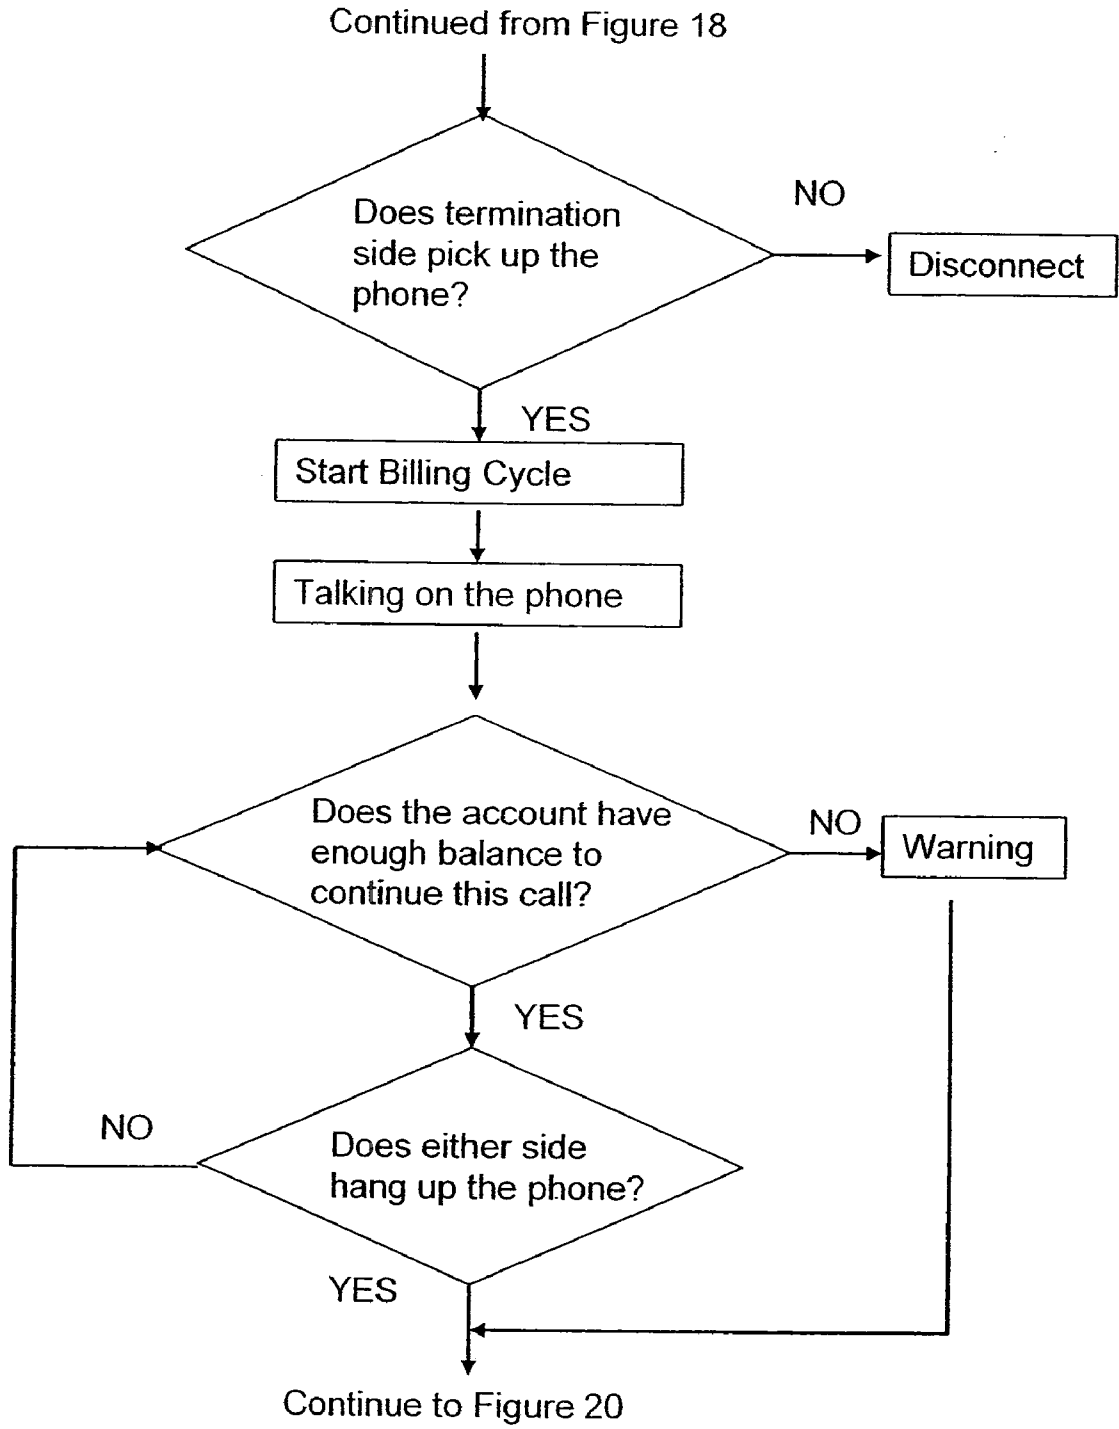 Continued from Figure 18
NO
Does termination
side pick up the
phone?
Disconnect
YES
Start Billing Cycle
Talking on the phone
Does the account have
enough balance to
continue this call?
NO
Warning
YES
NO
Does either side
hang up the phone?
YES
Continue to Figure 20